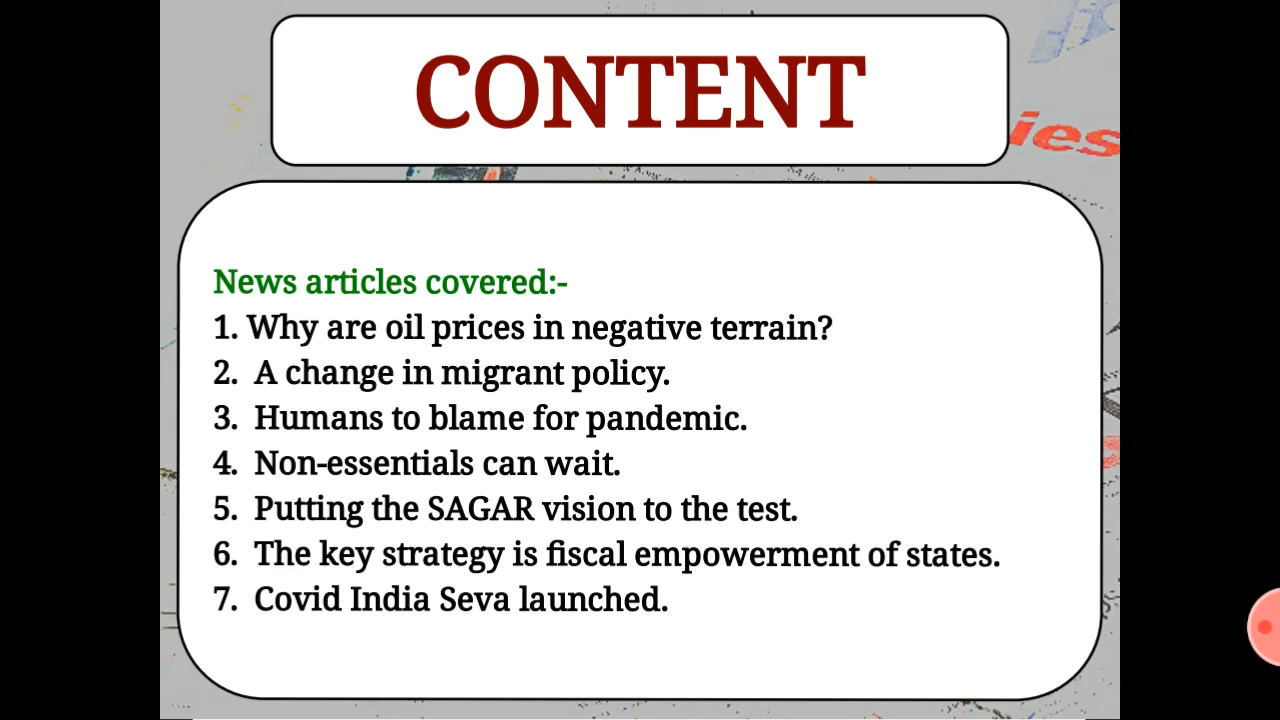 CONTENT
ies
News articles covered:-
1. Why are oil prices in negative terrain?
2. A change in migrant policy.
3. Humans to blame for pandemic.
4. Non-essentials can wait.
5. Putting the SAGAR vision to the test.
6. The key strategy is fiscal empowerment of states.
7. Covid India Seva launched.